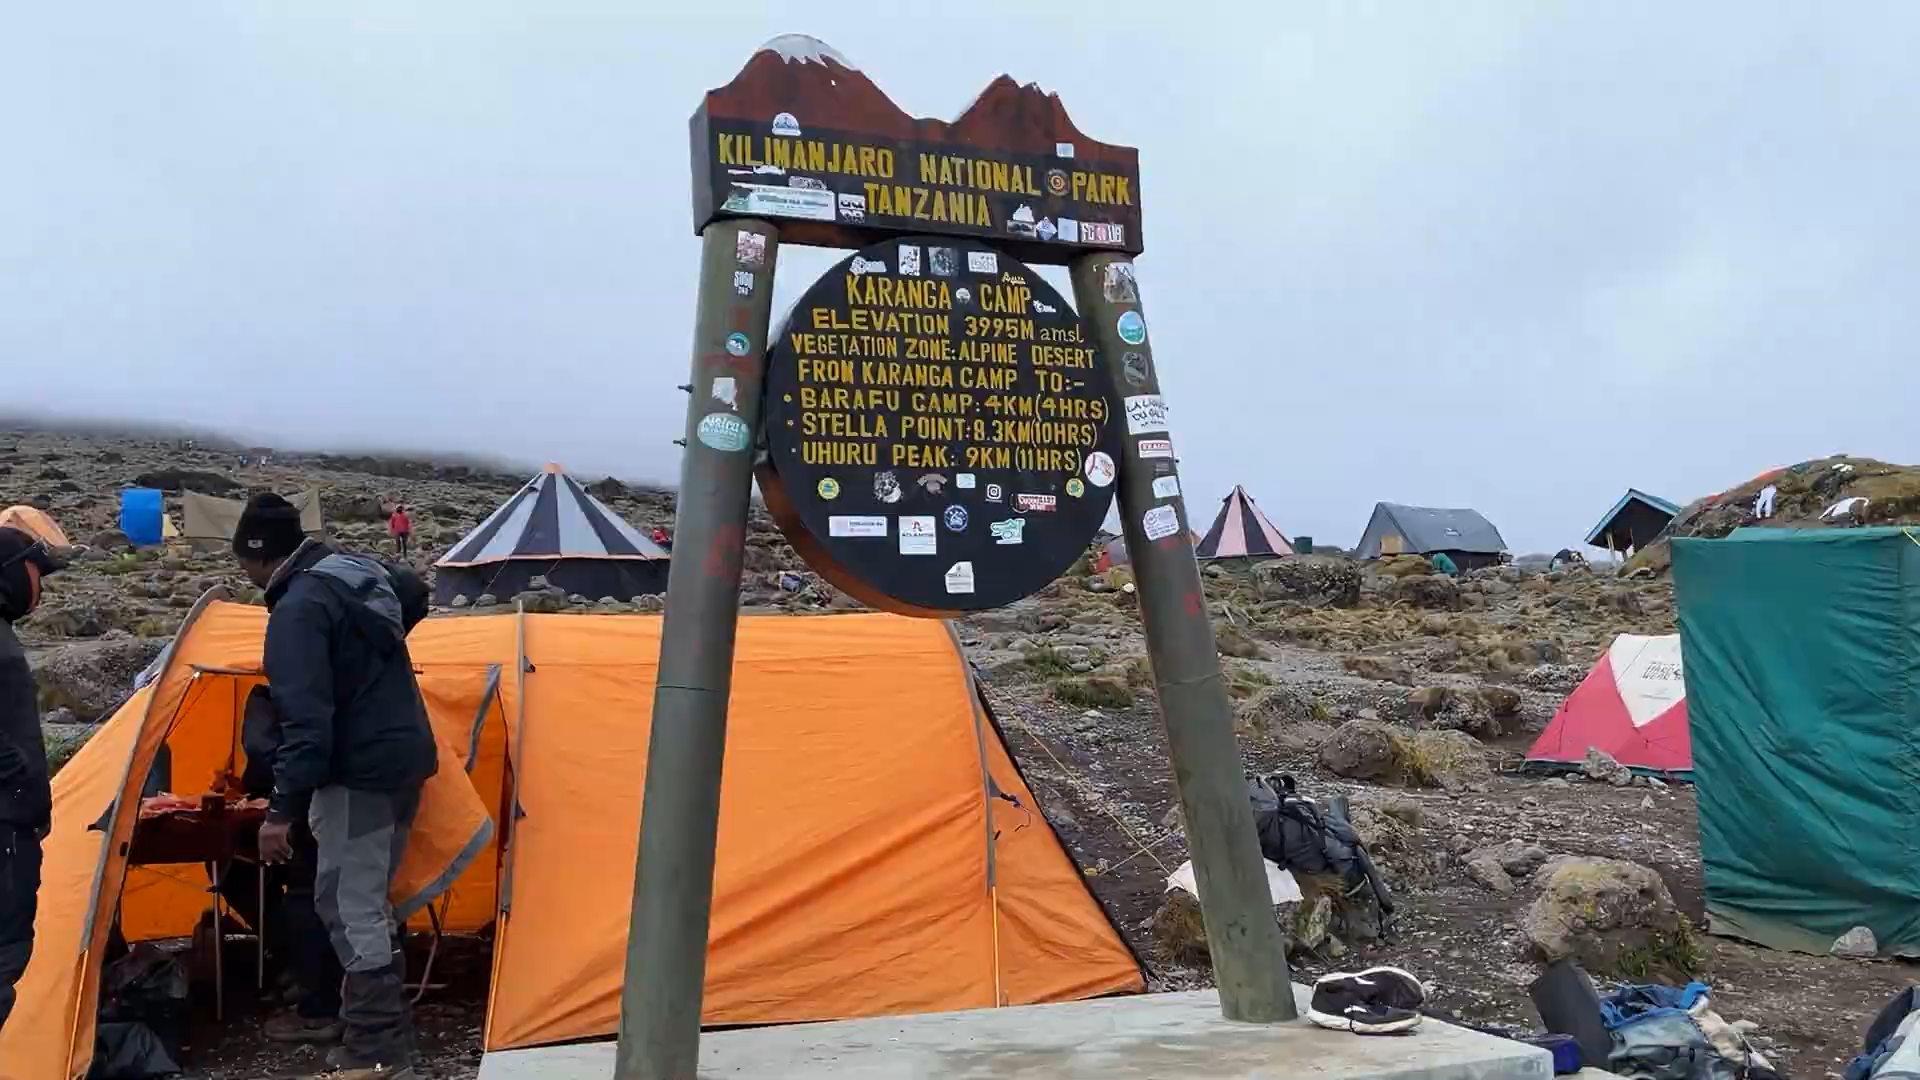 KILIMANJARO NATIONAL PARK
TANZANIA
KARANGA CAMP
ELEVATION 3995M amsl
VEGETATION ZONE: ALPINE DESERT
FROM KARANGA CAMP TO:-
• BARAFU CAMP: 4KM (4HRS)
• STELLA POINT: 8.3KM (10HRS)
• UHURU PEAK: 9KM (11HRS)